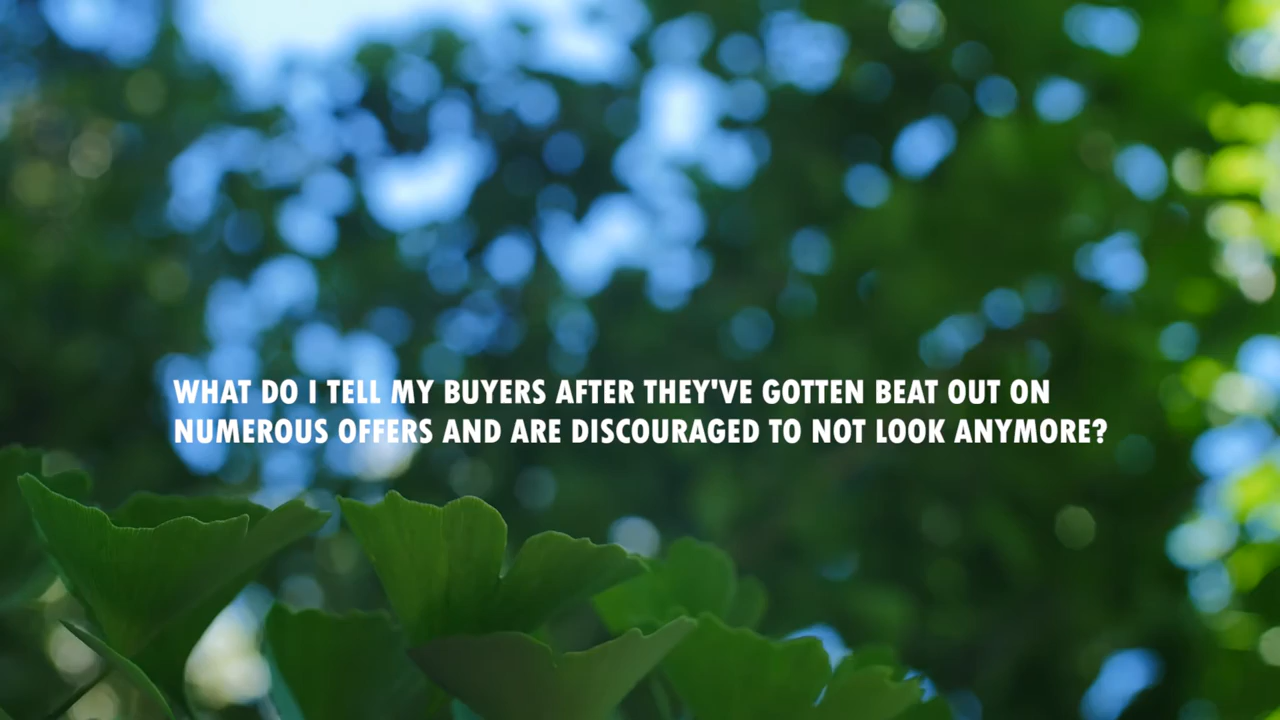 WHAT DO I TELL MY BUYERS AFTER THEY'VE GOTTEN BEAT OUT ON
NUMEROUS OFFERS AND ARE DISCOURAGED TO NOT LOOK ANYMORE?